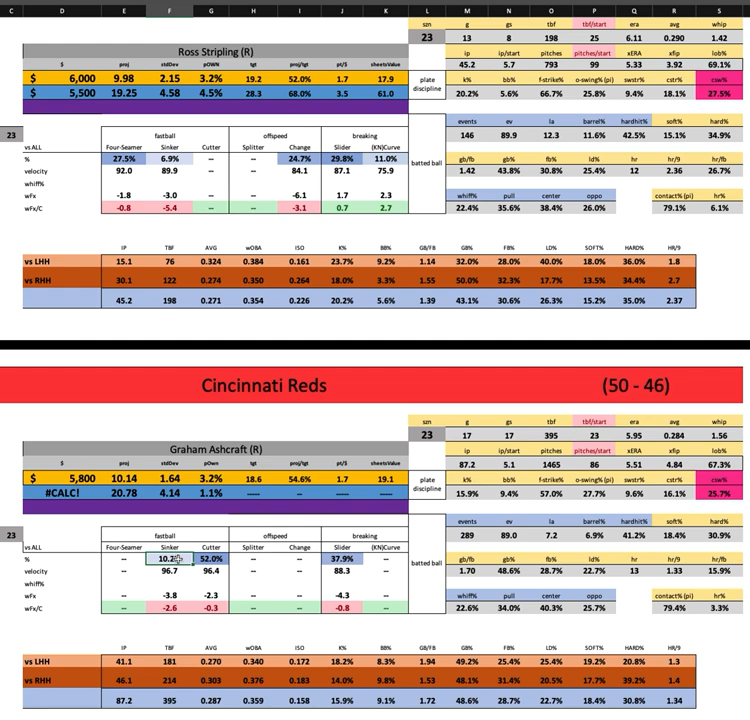 C D E F G H I J K L M N O P Q R S
szn g gs tbf tbf/start era avg whip
23 13 8 198 25 6.11 0.290 1.42
Ross Stripling (R) ip ip/start pitches pitches/start xERA xfip lob%
$ proj stdDev pOWN tgt proj/tgt pt/$ sheetsValue 45.2 5.7 793 99 5.33 3.92 69.1%
$ 6,000 9.98 2.15 3.2% 19.2 52.0% 1.7 17.9 plate discipline k% bb% f-strike% o-swing% (pi) swstr% cstr% csw%
$ 5,500 19.25 4.58 4.5% 28.3 68.0% 3.5 61.0 20.2% 5.6% 66.7% 25.8% 9.4% 18.1% 27.5%
events ev la barrel% hardhit% soft% hard%
23 fastball offspeed breaking 146 89.9 12.3 11.6% 42.5% 15.1% 34.9%
vs ALL Four-Seamer Sinker Cutter Splitter Change Slider (KN)Curve
% 27.5% 6.9% -- -- 24.7% 29.8% 11.0% batted ball gb/fb gb% fb% ld% hr hr/9 hr/fb
velocity 92.0 89.9 84.1 87.1 75.9 1.42 43.8% 30.8% 25.4% 12 2.36 26.7%
whiff%
wFx -1.8 -3.0 -- -- -6.1 1.7 2.3 whiff% pull center oppo contact% (pi) hr%
wFx/C -0.8 -5.4 -- -- -3.1 0.7 2.7 22.4% 35.6% 38.4% 26.0% 79.1% 6.1%
IP TBF AVG wOBA ISO K% BB% GB/FB GB% FB% LD% SOFT% HARD% HR/9
vs LHH 15.1 76 0.324 0.384 0.161 23.7% 9.2% 1.14 32.0% 28.0% 40.0% 18.0% 36.0% 1.8
vs RHH 30.1 122 0.274 0.350 0.264 18.0% 3.3% 1.55 50.0% 32.3% 17.7% 13.5% 34.4% 2.7
45.2 198 0.271 0.354 0.226 20.2% 5.6% 1.39 43.1% 30.6% 26.3% 15.2% 35.0% 2.37
Cincinnati Reds (50 - 46)
szn g gs tbf tbf/start era avg whip
23 17 17 395 23 5.95 0.284 1.56
Graham Ashcraft (R) ip ip/start pitches pitches/start xERA xfip lob%
$ proj stdDev pOwn tgt proj/tgt pt/$ sheetsValue 87.2 5.1 1465 86 5.51 4.84 67.3%
$ 5,800 10.14 1.64 3.2% 18.6 54.6% 1.7 19.1 plate discipline k% bb% f-strike% o-swing% (pi) swstr% cstr% csw%
#CALC! 20.78 4.14 1.1% ----- ----- -- ----- 15.9% 9.4% 57.0% 27.7% 9.6% 16.1% 25.7%
events ev la barrel% hardhit% soft% hard%
23 fastball offspeed breaking 289 89.0 7.2 6.9% 41.2% 18.4% 30.9%
vs ALL Four-Seamer Sinker Cutter Splitter Change Slider (KN)Curve
% -- 52.0% -- -- 37.9% -- batted ball gb/fb gb% fb% ld% hr hr/9 hr/fb
velocity -- 96.7 96.4 -- -- 88.3 -- 1.70 48.6% 28.7% 22.7% 13 1.33 15.9%
whiff%
wFx -- -3.8 -2.3 -- -- -4.3 -- whiff% pull center oppo contact% (pi) hr%
wFx/C -- -2.6 -0.3 -- -- -0.8 -- 22.6% 34.0% 40.3% 25.7% 79.4% 3.3%
IP TBF AVG wOBA ISO K% BB% GB/FB GB% FB% LD% SOFT% HARD% HR/9
vs LHH 41.1 181 0.270 0.340 0.172 18.2% 8.3% 1.94 49.2% 25.4% 25.4% 19.2% 20.8% 1.3
vs RHH 46.1 214 0.303 0.376 0.183 14.0% 9.8% 1.53 48.1% 31.4% 20.5% 17.7% 39.2% 1.4
87.2 395 0.287 0.359 0.158 15.9% 9.1% 1.72 48.6% 28.7% 22.7% 18.4% 30.8% 1.34